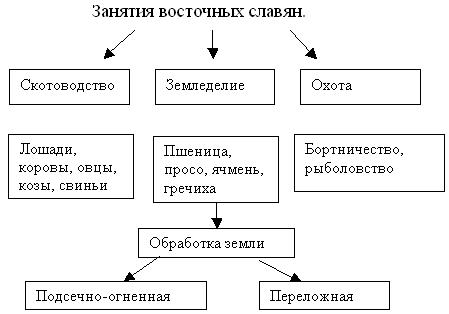 Занятия восточных славян.
Скотоводство
Земледелие
Охота
Лошади,
коровы, овцы,
козы, свиньи
Пшеница,
просо, ячмень,
гречиха
Бортничество,
рыболовство
Обработка земли
Подсечно-огненная
Переложная